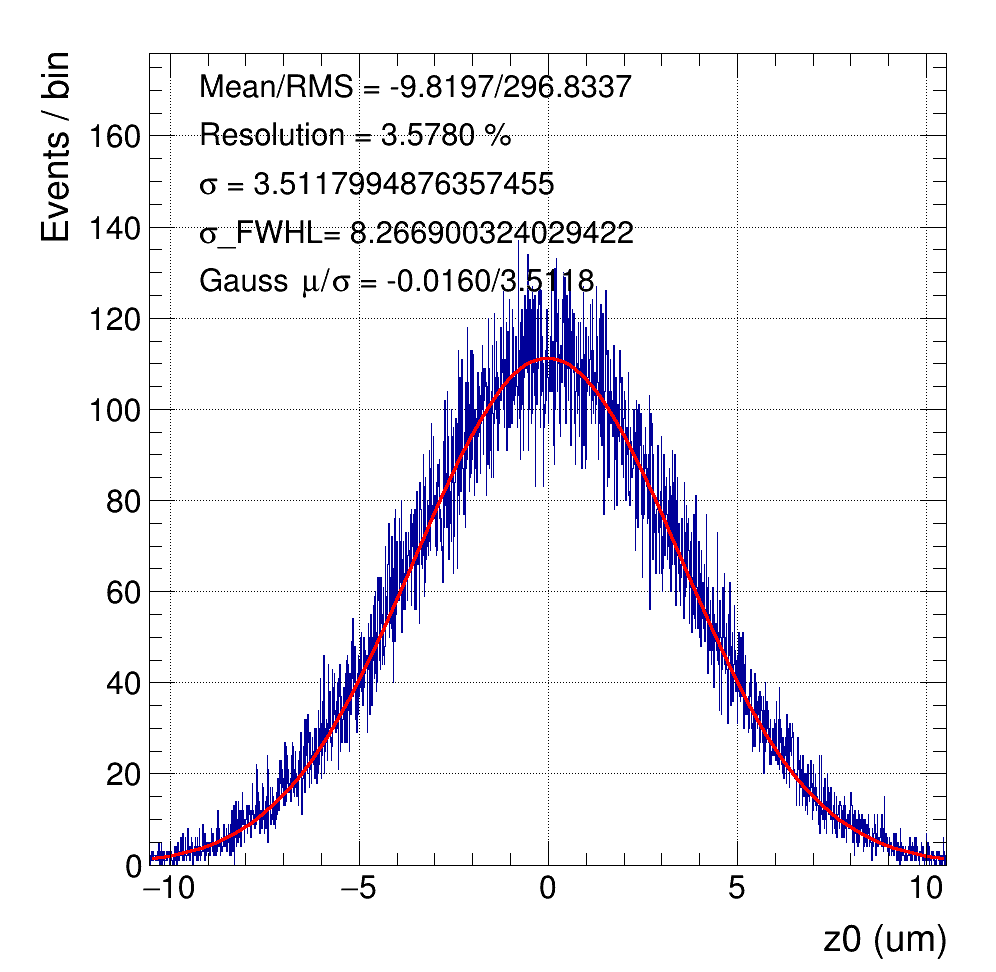 Events / bin
Mean/RMS = -9.8197/296.8337
Resolution = 3.5780 %
σ = 3.5117994876357455
σ_FWHL= 8.266900324029422
Gauss μ/σ = -0.0160/3.5118
160
140
120
100
80
60
40
20
0
−10 −5 0 5 10
z0 (um)